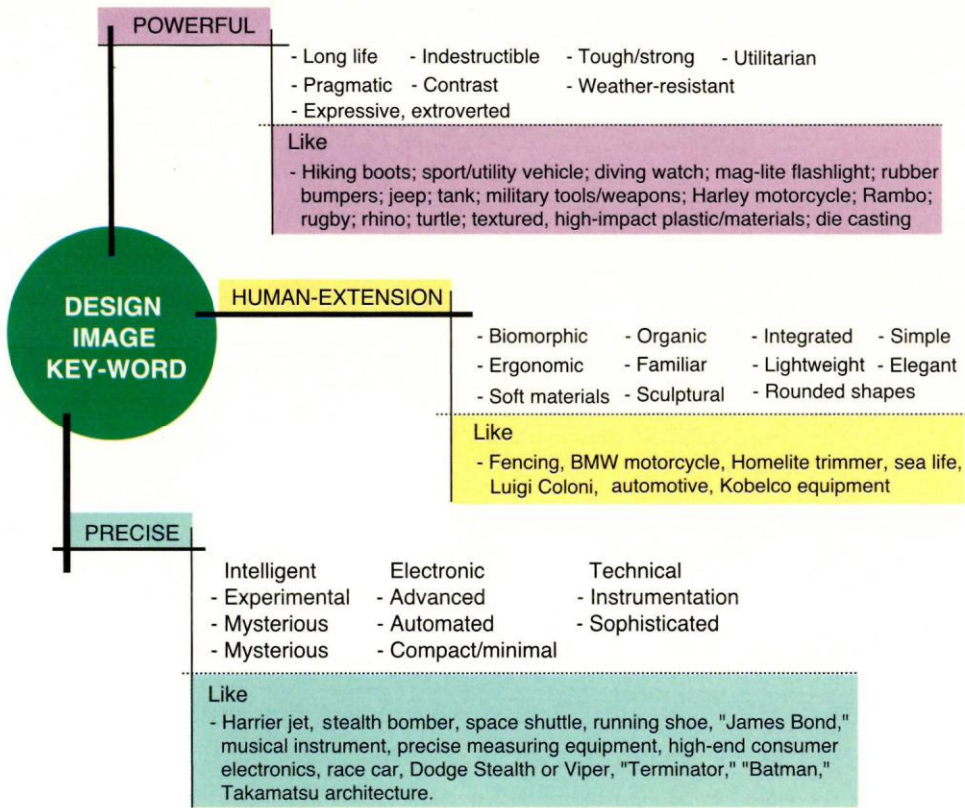 POWERFUL
- Long life - Indestructible - Tough/strong - Utilitarian
- Pragmatic - Contrast - Weather-resistant
- Expressive, extroverted
Like
- Hiking boots; sport/utility vehicle; diving watch; mag-lite flashlight; rubber
bumpers; jeep; tank; military tools/weapons; Harley motorcycle; Rambo;
rugby; rhino; turtle; textured, high-impact plastic/materials; die casting
DESIGN
IMAGE
KEY-WORD
HUMAN-EXTENSION
- Biomorphic - Organic - Integrated - Simple
- Ergonomic - Familiar - Lightweight - Elegant
- Soft materials - Sculptural - Rounded shapes
Like
- Fencing, BMW motorcycle, Homelite trimmer, sea life,
Luigi Coloni, automotive, Kobelco equipment
PRECISE
Intelligent Electronic Technical
- Experimental - Advanced - Instrumentation
- Mysterious - Automated - Sophisticated
- Mysterious - Compact/minimal
Like
- Harrier jet, stealth bomber, space shuttle, running shoe, "James Bond,"
musical instrument, precise measuring equipment, high-end consumer
electronics, race car, Dodge Stealth or Viper, "Terminator," "Batman,"
Takamatsu architecture.